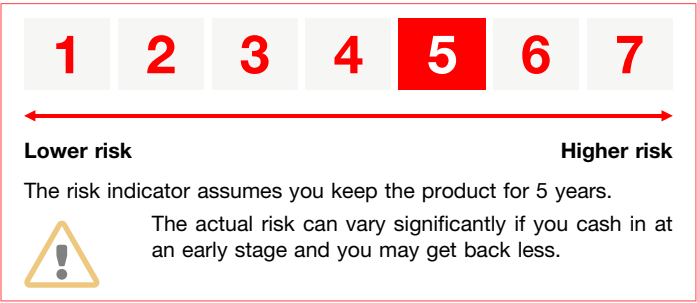 1 2 3 4 5 6 7
Lower risk Higher risk
The risk indicator assumes you keep the product for 5 years.
The actual risk can vary significantly if you cash in at
an early stage and you may get back less.